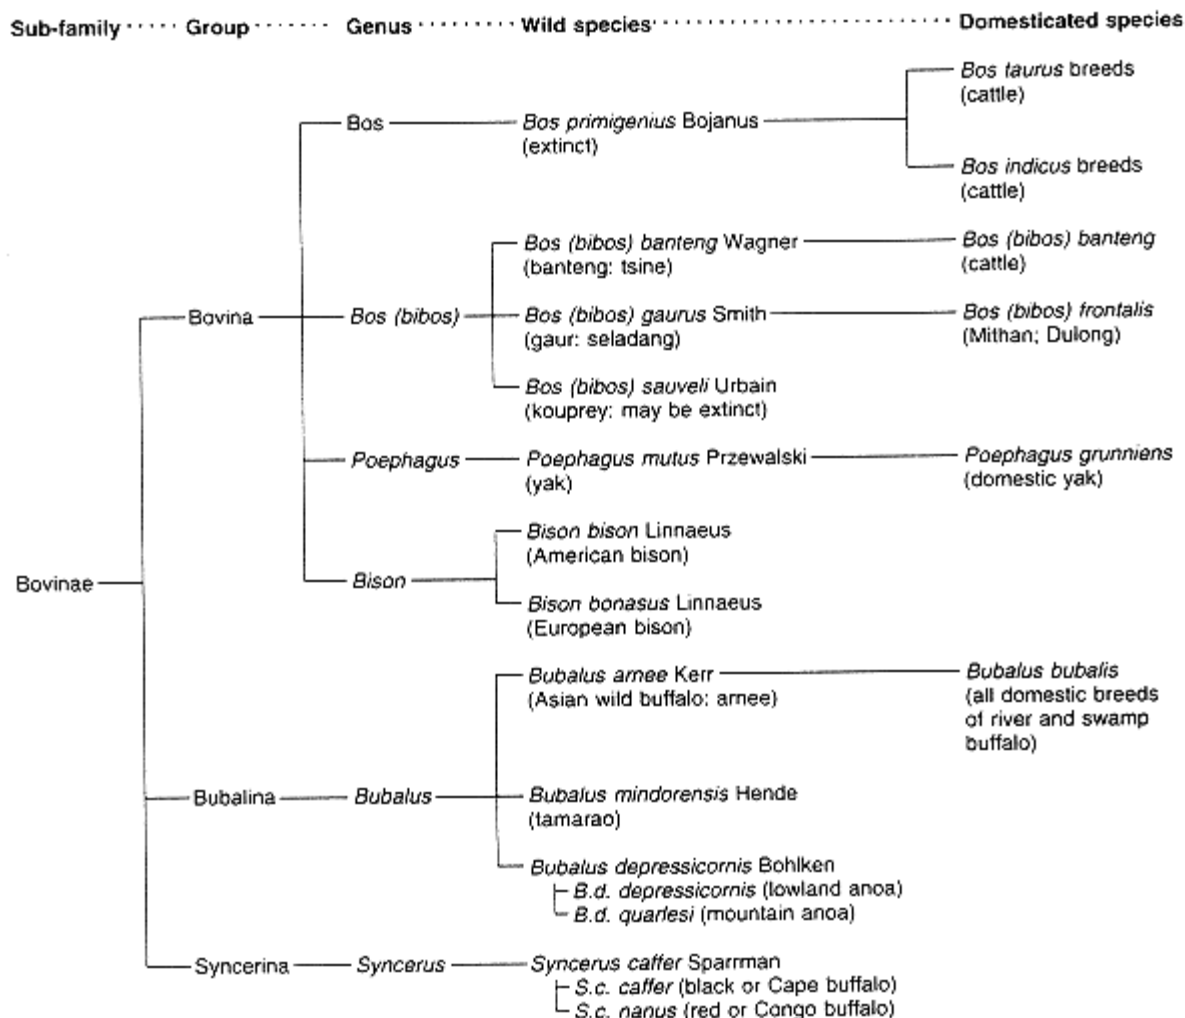 Sub-family Group Genus Wild species Domesticated species
Bos taurus breeds
(cattle)
Bos Bos primigenius Bojanus
(extinct)
Bos indicus breeds
(cattle)
Bos (bibos) banteng Wagner Bos (bibos) banteng
(banteng: tsine) (cattle)
Bovina Bos (bibos) Bos (bibos) gaurus Smith Bos (bibos) frontalis
(gaur: seladang) (Mithan; Dulong)
Bos (bibos) sauveli Urbain
(kouprey: may be extinct)
Poephagus Poephagus mutus Przewalski Poephagus grunniens
(yak) (domestic yak)
Bison bison Linnaeus
(American bison)
Bovinae Bison
Bison bonasus Linnaeus
(European bison)
Bubalus arnee Kerr Bubalus bubalis
(Asian wild buffalo: arnee) (all domestic breeds
of river and swamp
buffalo)
Bubalina Bubalus Bubalus mindorensis Hende
(tamarao)
Bubalus depressicornis Bohlken
B.d. depressicornis (lowland anoa)
B.d. quarlesi (mountain anoa)
Syncerina Syncerus Syncerus caffer Sparrman
S.c. caffer (black or Cape buffalo)
S.c. nanus (red or Congo buffalo)